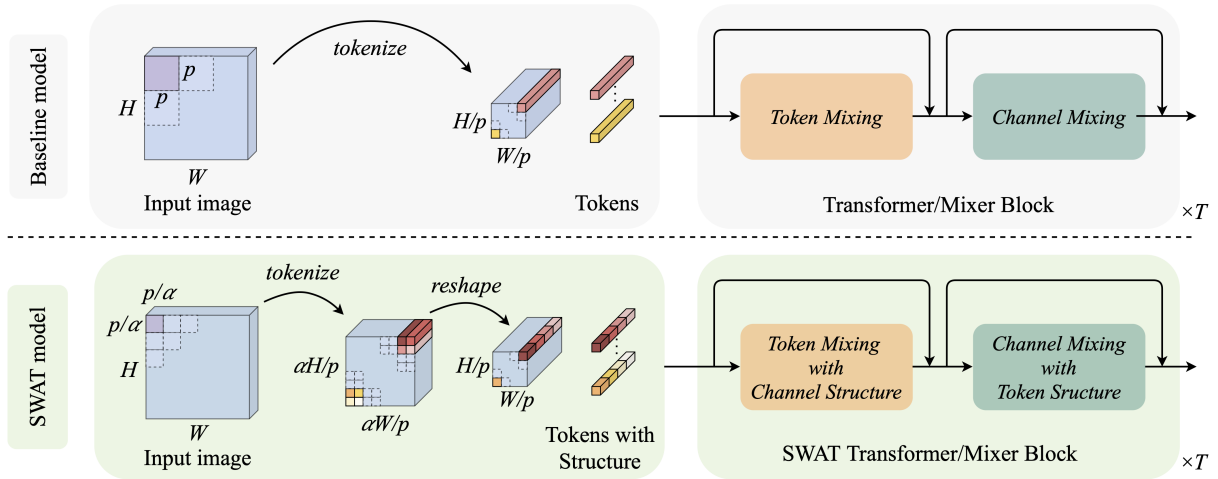 Baseline model
H
p
p
W
Input image
tokenize
H/p
W/p
Tokens
Token Mixing
Channel Mixing
Transformer/Mixer Block
×T
SWAT model
p/α
p/α
H
W
Input image
tokenize
αH/p
αW/p
reshape
H/p
W/p
Tokens with
Structure
Token Mixing
with
Channel Structure
Channel Mixing
with
Token Sructure
SWAT Transformer/Mixer Block
×T